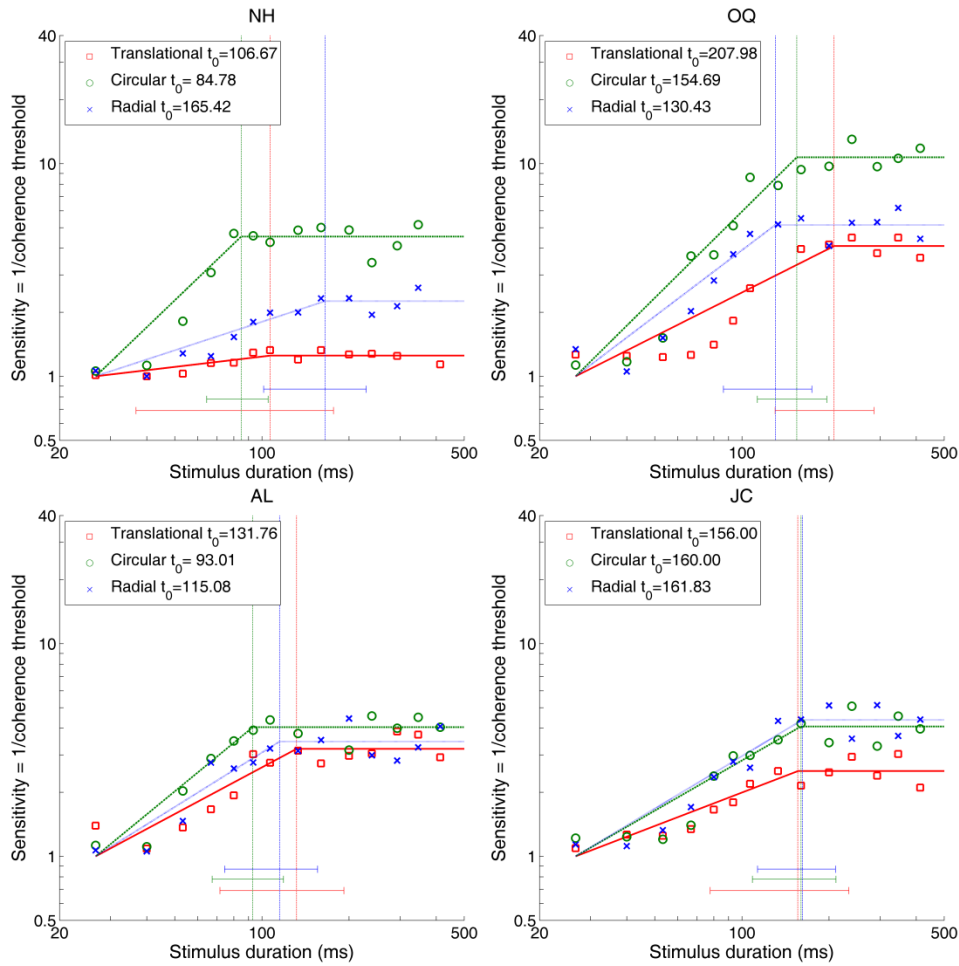 NH
40
10
1
0.5
20
100
500
Translational t0=106.67
Circular t0= 84.78
Radial t0=165.42
Sensitivity = 1/coherence threshold
Stimulus duration (ms)
OQ
40
10
1
0.5
20
100
500
Translational t0=207.98
Circular t0=154.69
Radial t0=130.43
Sensitivity = 1/coherence threshold
Stimulus duration (ms)
AL
40
10
1
0.5
20
100
500
Translational t0=131.76
Circular t0= 93.01
Radial t0=115.08
Sensitivity = 1/coherence threshold
Stimulus duration (ms)
JC
40
10
1
0.5
20
100
500
Translational t0=156.00
Circular t0=160.00
Radial t0=161.83
Sensitivity = 1/coherence threshold
Stimulus duration (ms)